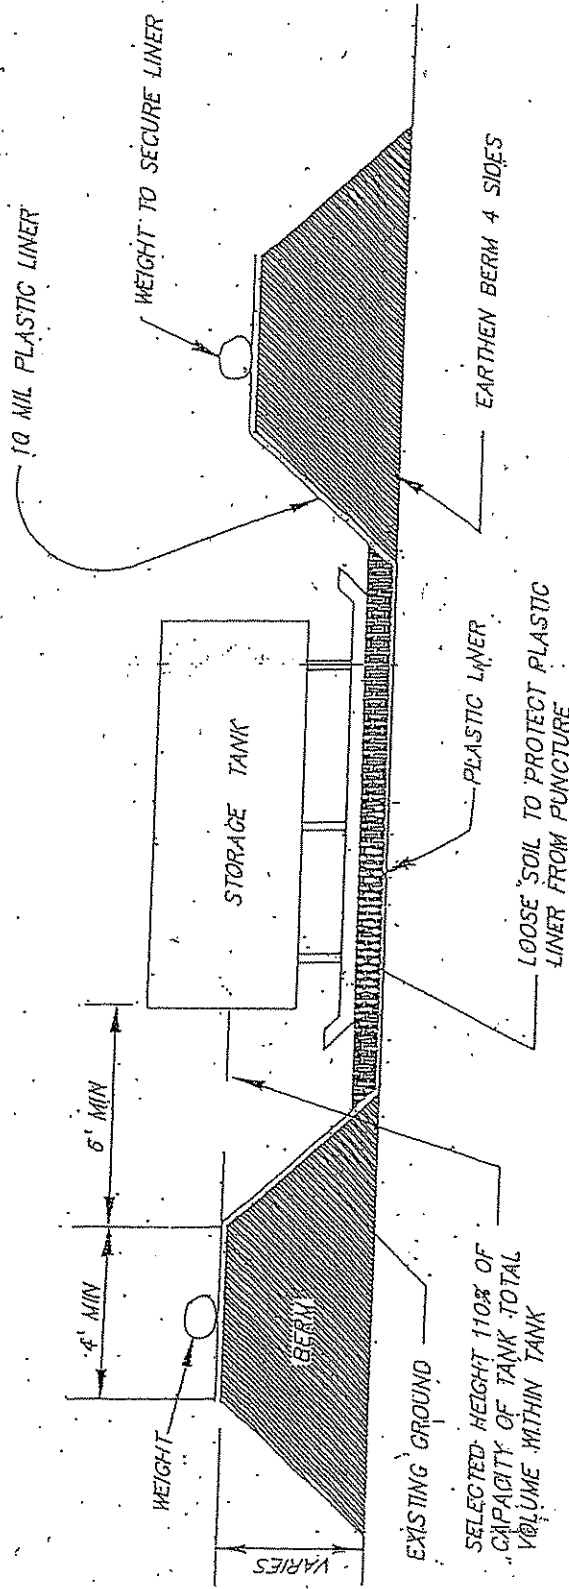 10 MIL PLASTIC LINER
WEIGHT TO SECURE LINER
4' MIN
6' MIN
WEIGHT
STORAGE TANK
BERM
VARIES
EXISTING GROUND
SELECTED HEIGHT 110% OF
CAPACITY OF TANK TOTAL
VOLUME WITHIN TANK
PLASTIC LINER
LOOSE SOIL TO PROTECT PLASTIC
LINER FROM PUNCTURE
EARTHEN BERM 4 SIDES